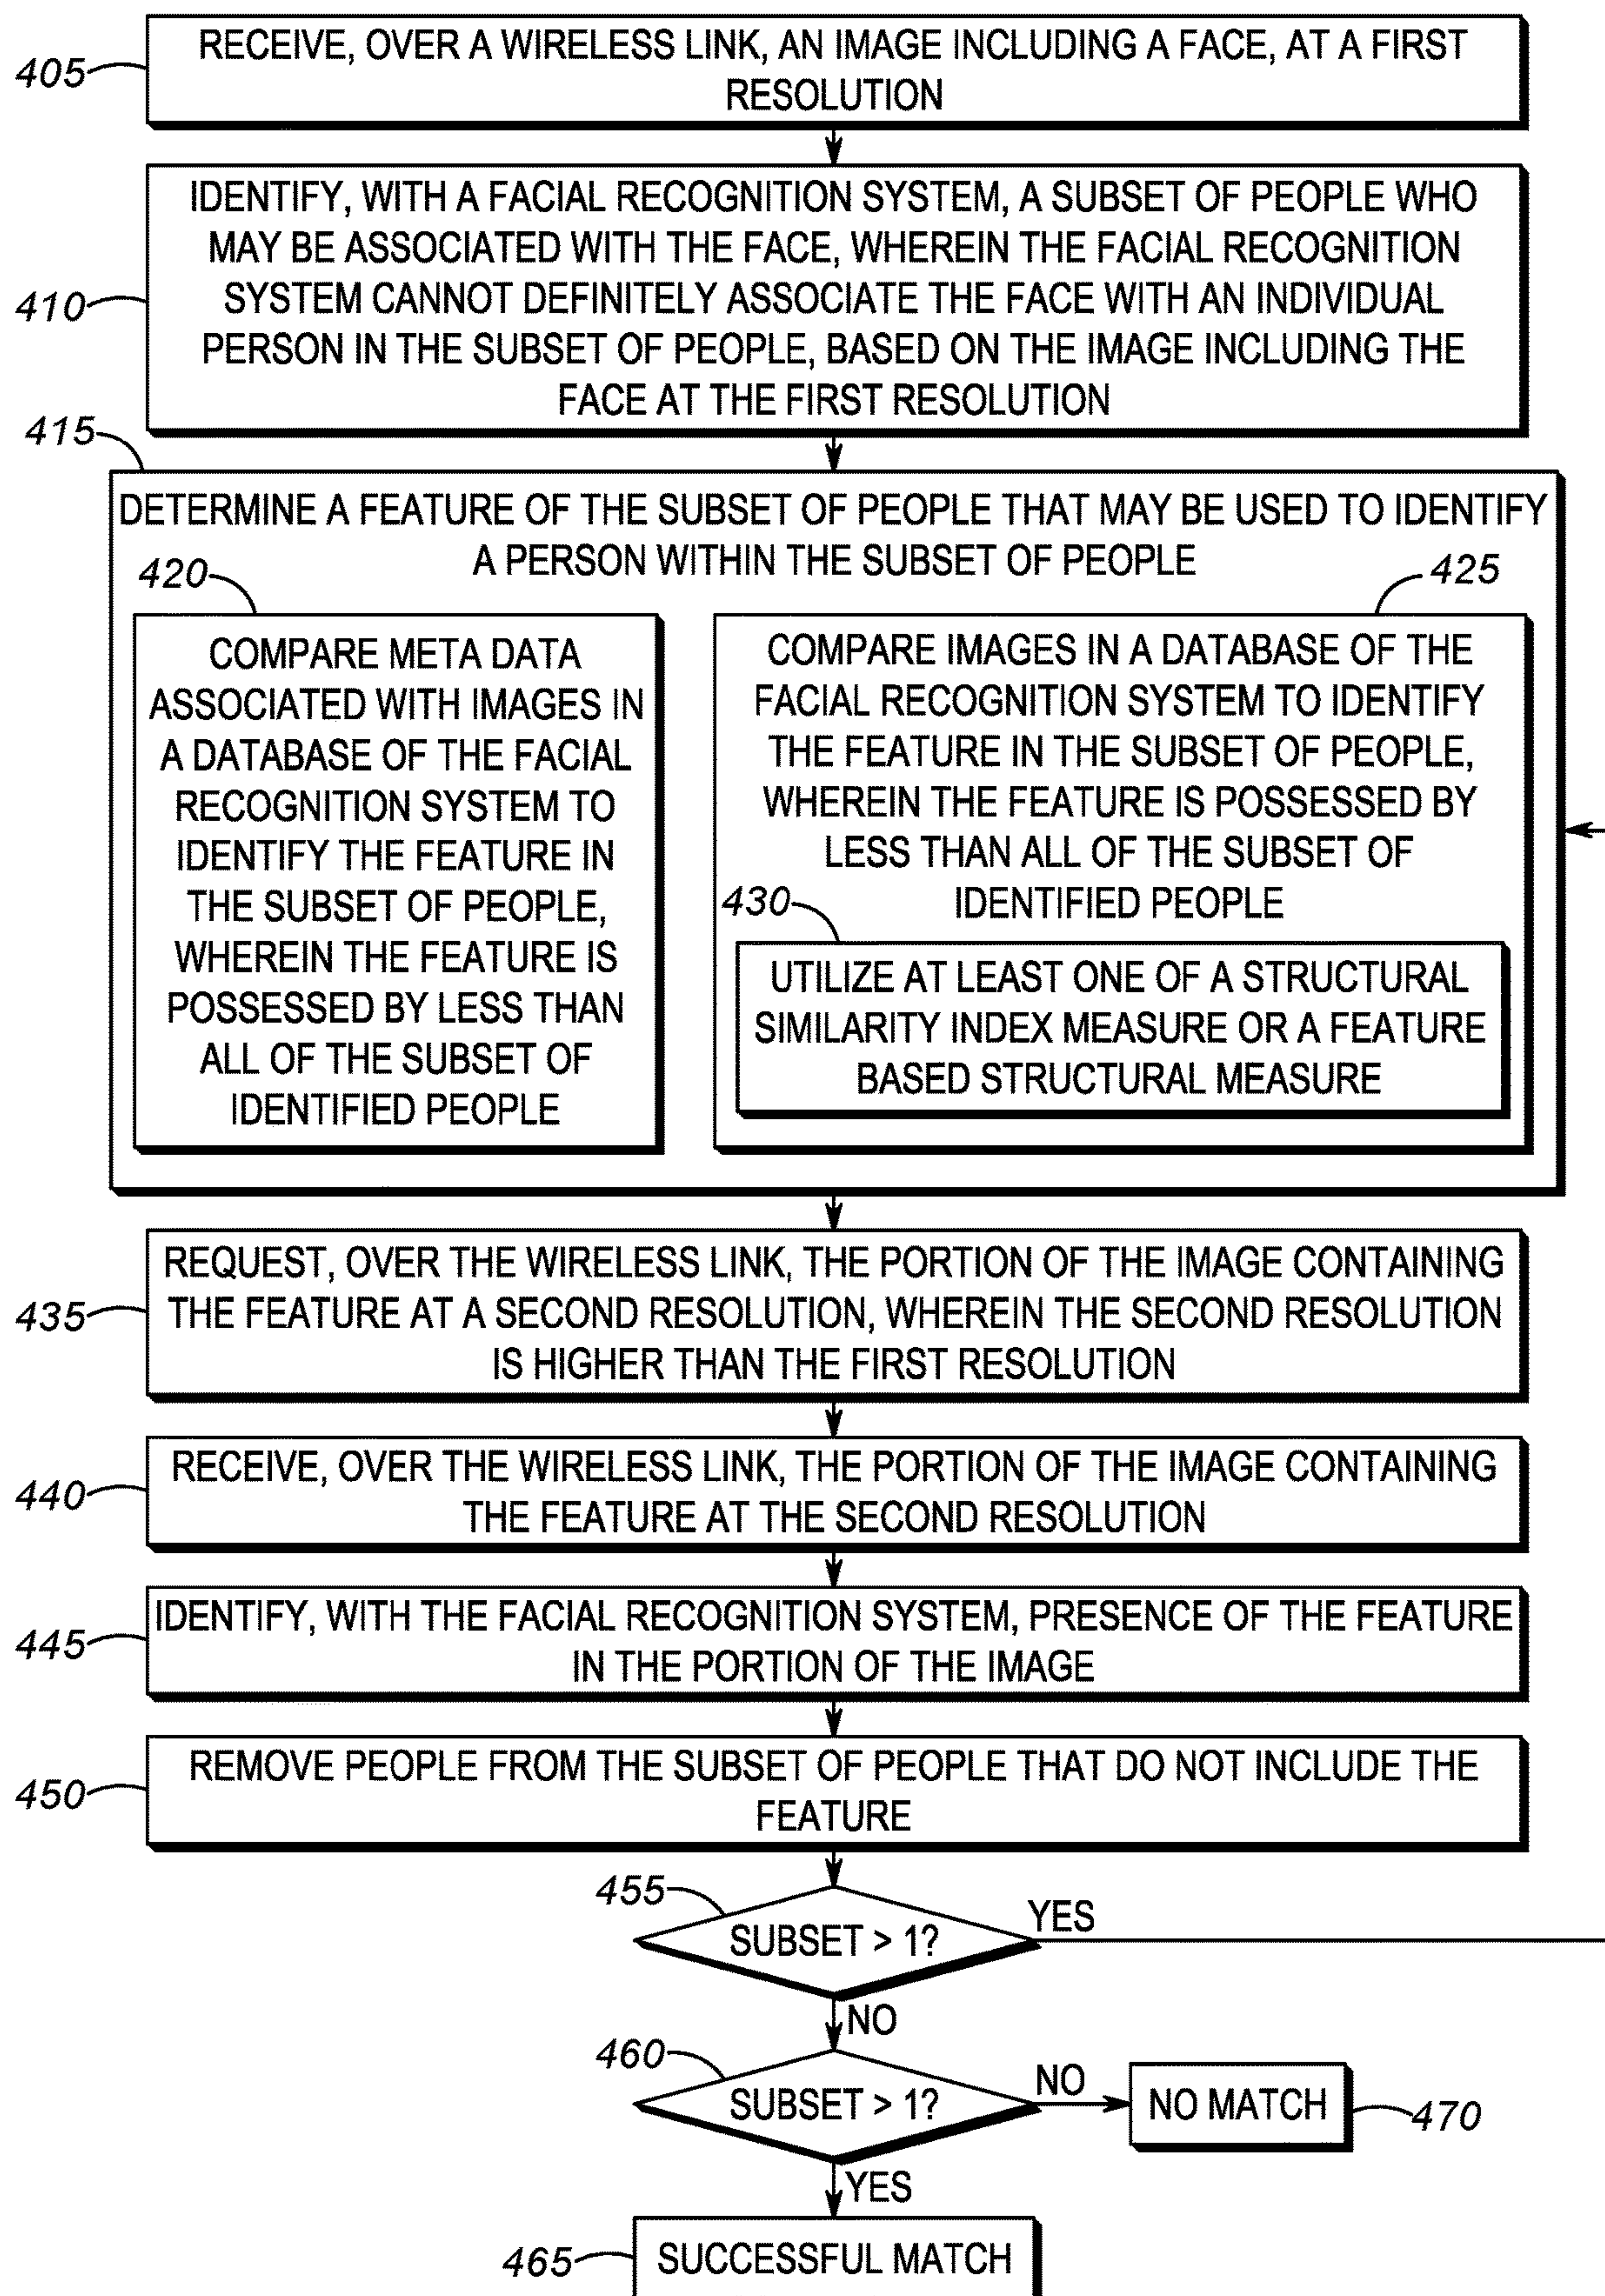 405
RECEIVE, OVER A WIRELESS LINK, AN IMAGE INCLUDING A FACE, AT A FIRST
RESOLUTION
410
IDENTIFY, WITH A FACIAL RECOGNITION SYSTEM, A SUBSET OF PEOPLE WHO
MAY BE ASSOCIATED WITH THE FACE, WHEREIN THE FACIAL RECOGNITION
SYSTEM CANNOT DEFINITELY ASSOCIATE THE FACE WITH AN INDIVIDUAL
PERSON IN THE SUBSET OF PEOPLE, BASED ON THE IMAGE INCLUDING THE
FACE AT THE FIRST RESOLUTION
415
DETERMINE A FEATURE OF THE SUBSET OF PEOPLE THAT MAY BE USED TO IDENTIFY
A PERSON WITHIN THE SUBSET OF PEOPLE
420
COMPARE META DATA
ASSOCIATED WITH IMAGES IN
A DATABASE OF THE FACIAL
RECOGNITION SYSTEM TO
IDENTIFY THE FEATURE IN
THE SUBSET OF PEOPLE,
WHEREIN THE FEATURE IS
POSSESSED BY LESS THAN
ALL OF THE SUBSET OF
IDENTIFIED PEOPLE
425
COMPARE IMAGES IN A DATABASE OF THE
FACIAL RECOGNITION SYSTEM TO IDENTIFY
THE FEATURE IN THE SUBSET OF PEOPLE,
WHEREIN THE FEATURE IS POSSESSED BY
LESS THAN ALL OF THE SUBSET OF
IDENTIFIED PEOPLE
430
UTILIZE AT LEAST ONE OF A STRUCTURAL
SIMILARITY INDEX MEASURE OR A FEATURE
BASED STRUCTURAL MEASURE
435
REQUEST, OVER THE WIRELESS LINK, THE PORTION OF THE IMAGE CONTAINING
THE FEATURE AT A SECOND RESOLUTION, WHEREIN THE SECOND RESOLUTION
IS HIGHER THAN THE FIRST RESOLUTION
440
RECEIVE, OVER THE WIRELESS LINK, THE PORTION OF THE IMAGE CONTAINING
THE FEATURE AT THE SECOND RESOLUTION
445
IDENTIFY, WITH THE FACIAL RECOGNITION SYSTEM, PRESENCE OF THE FEATURE
IN THE PORTION OF THE IMAGE
450
REMOVE PEOPLE FROM THE SUBSET OF PEOPLE THAT DO NOT INCLUDE THE
FEATURE
455
SUBSET > 1?
YES
NO
460
SUBSET > 1?
NO
NO MATCH
470
YES
465
SUCCESSFUL MATCH